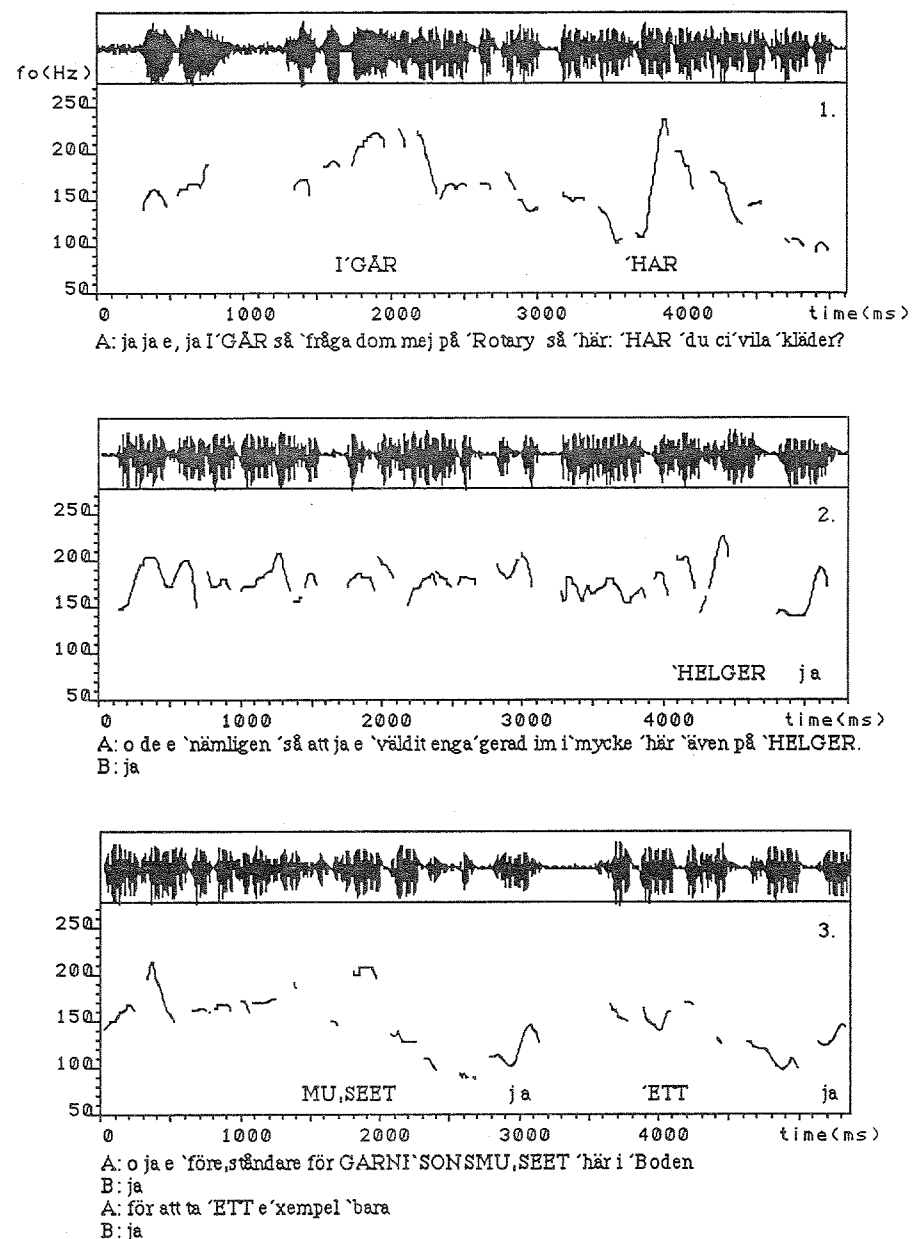 fo(Hz)
250
1.
200
150
100
I´GÅR ´HAR
50
0 1000 2000 3000 4000 time(ms)
A: ja ja e, ja I´GÅR så `fråga dom mej på ´Rotary så ´här: ´HAR ´du ci´vila ´kläder?
250
2.
200
150
100
`HELGER ja
50
0 1000 2000 3000 4000 time(ms)
A: o de e `nämligen ´så att ja e `väldit enga´gerad im i`mycke ´här `även på `HELGER.
B: ja
250
3.
200
150
100
MU,SEET ja ´ETT ja
50
0 1000 2000 3000 4000 time(ms)
A: o ja e `före,ståndare för GARNI`SONSMU,SEET ´här i ´Boden
B: ja
A: för att ta ´ETT e´xempel `bara
B: ja